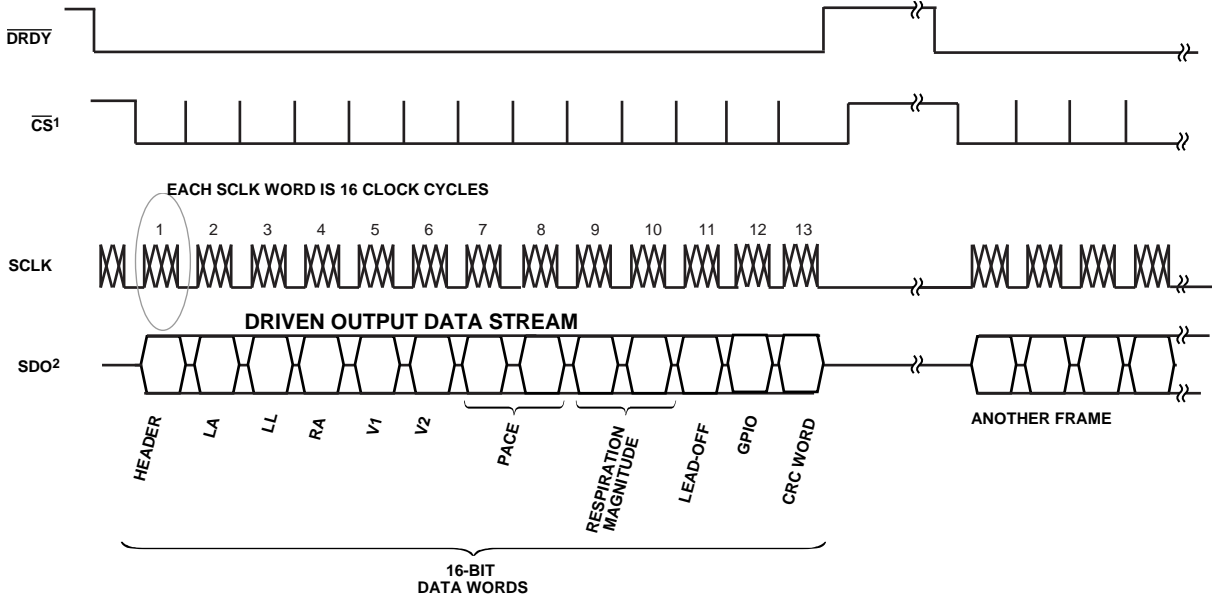 DRDY
CS1
EACH SCLK WORD IS 16 CLOCK CYCLES
1 2 3 4 5 6 7 8 9 10 11 12 13
SCLK
DRIVEN OUTPUT DATA STREAM
SDO2
HEADER
LA
LL
RA
V1
V2
PACE
RESPIRATION
MAGNITUDE
LEAD-OFF
GPIO
CRC WORD
ANOTHER FRAME
16-BIT
DATA WORDS